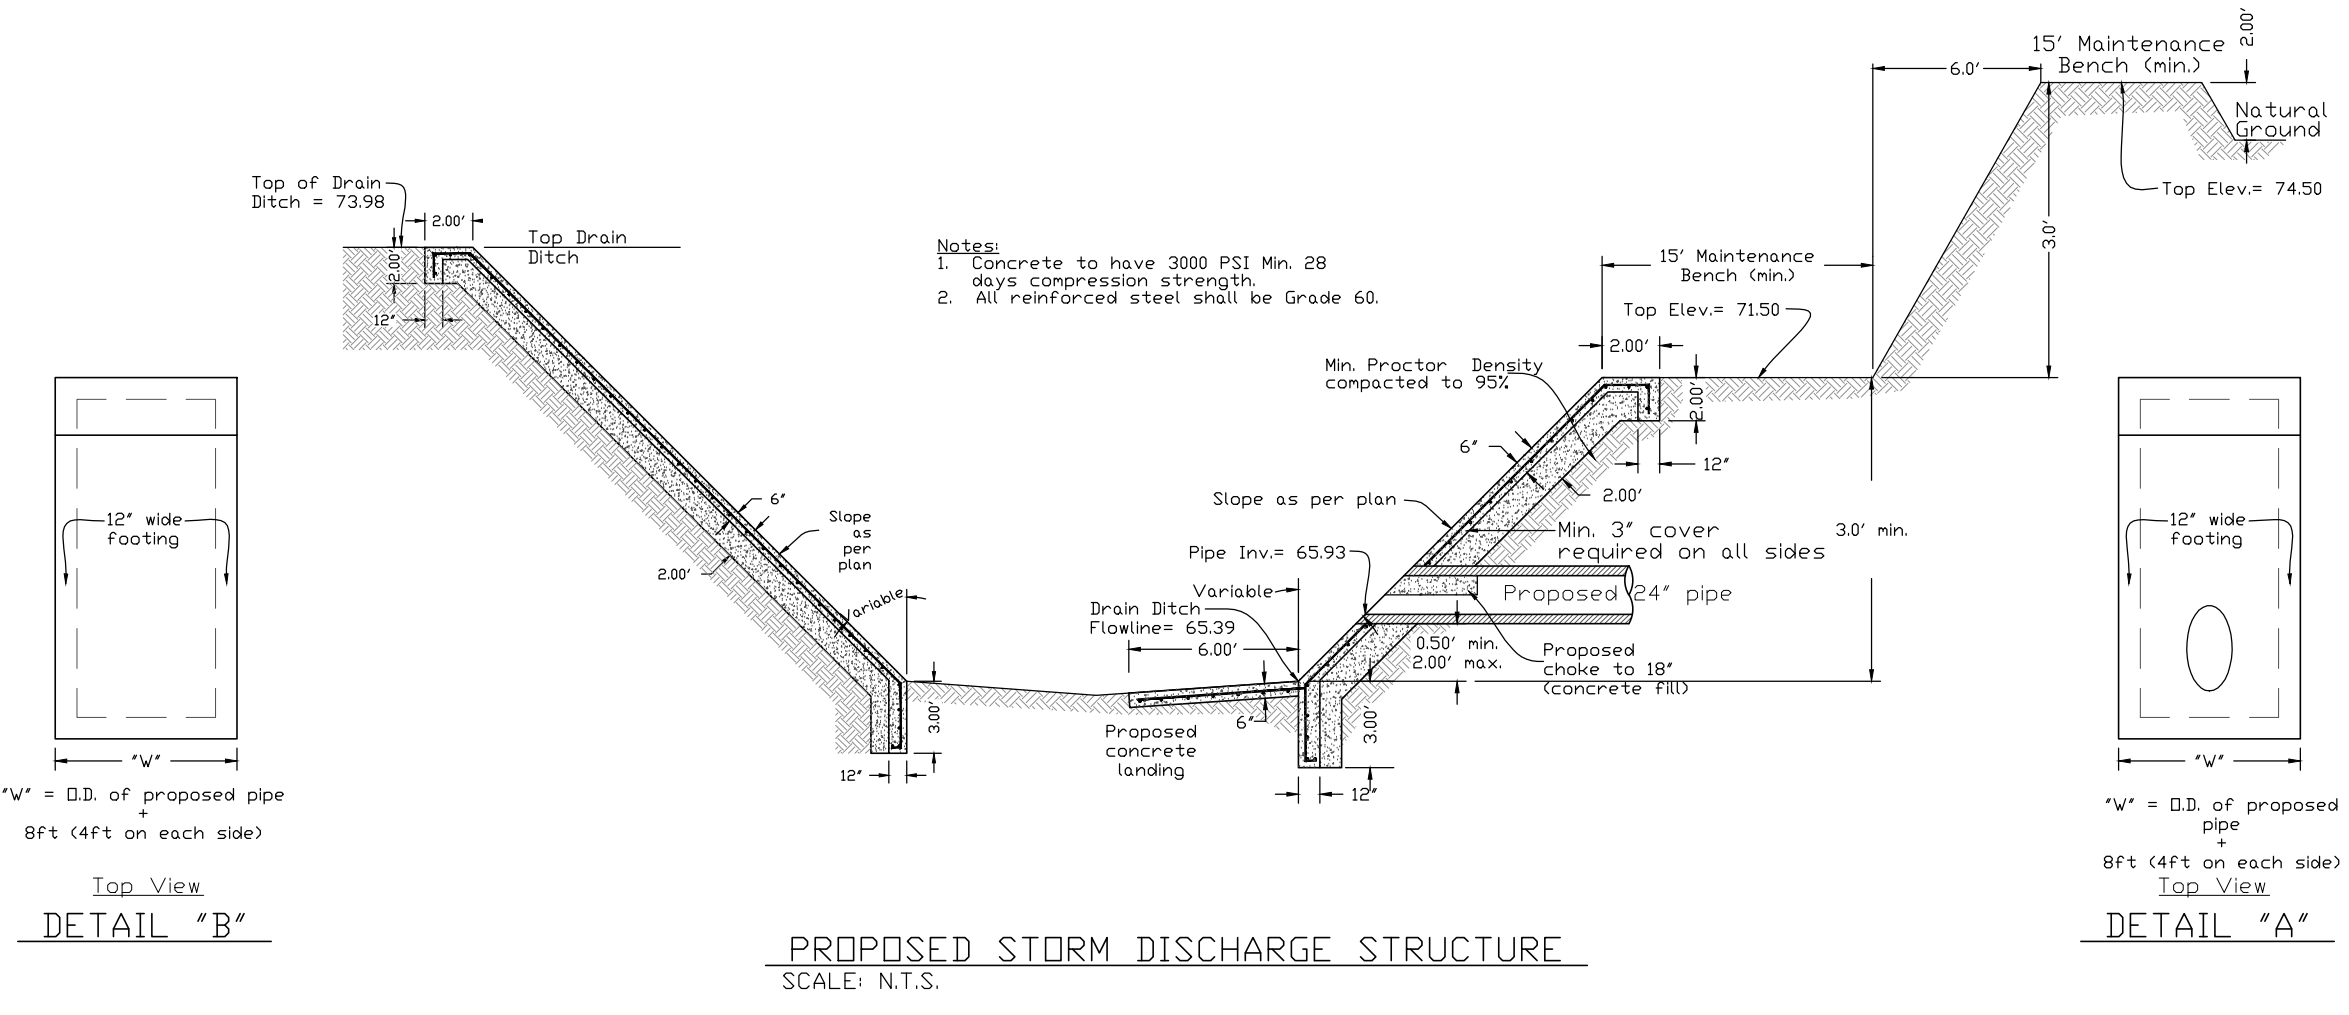 2.00'
15' Maintenance
Bench (min.)
6.0'
Natural
Ground
Top Elev.= 74.50
3.0'
Top of Drain
Ditch = 73.98
2.00'
Top Drain
Ditch
2.00'
12"
Notes:
1. Concrete to have 3000 PSI Min. 28
days compression strength.
2. All reinforced steel shall be Grade 60.
15' Maintenance
Bench (min.)
Top Elev.= 71.50
2.00'
Min. Proctor Density
compacted to 95%
2.00'
6"
12"
Slope as per plan
2.00'
Min. 3" cover
required on all sides
3.0' min.
Pipe Inv.= 65.93
Variable
Proposed 24" pipe
Drain Ditch
Flowline= 65.39
6.00'
0.50' min.
2.00' max.
Proposed
choke to 18"
(concrete fill)
6"
Slope
as
per
plan
2.00'
Variable
3.00'
12"
6"
Proposed
concrete
landing
3.00'
12"
12" wide
footing
"W"
"W" = O.D. of proposed pipe
+
8ft (4ft on each side)
Top View
DETAIL "B"
12" wide
footing
"W"
"W" = O.D. of proposed
pipe
+
8ft (4ft on each side)
Top View
DETAIL "A"
PROPOSED STORM DISCHARGE STRUCTURE
SCALE: N.T.S.